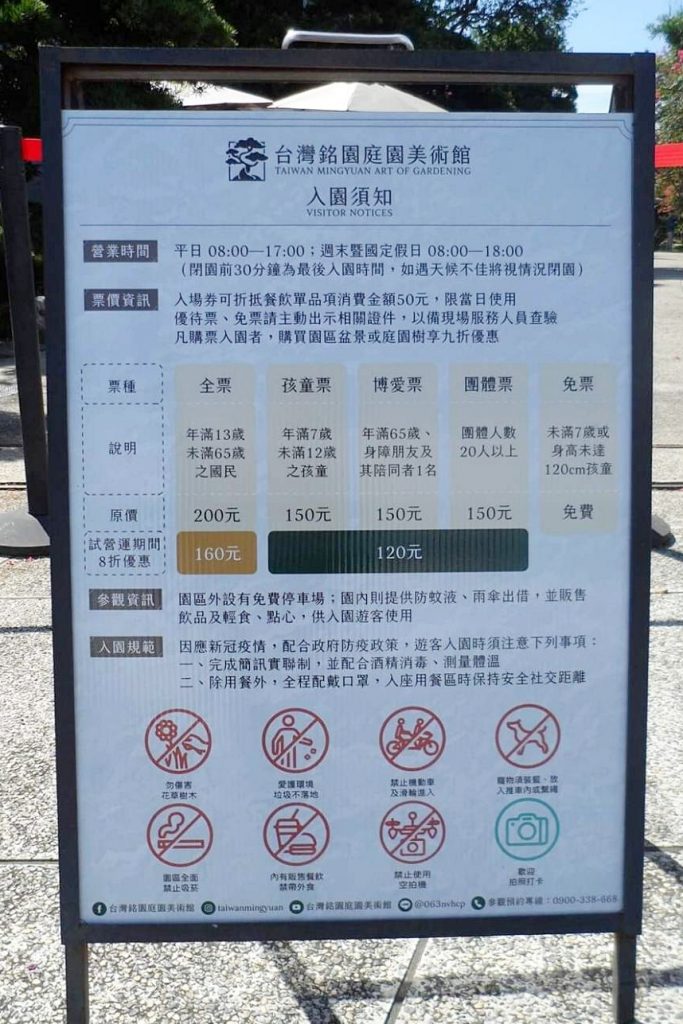 台灣銘園庭園美術館
TAIWAN MINGYUAN ART OF GARDENING
入園須知
VISITOR NOTICES
營業時間 平日 08:00—17:00；週末暨國定假日 08:00—18:00
（閉園前30分鐘為最後入園時間，如遇天候不佳將視情況閉園）
票價資訊 入場券可折抵餐飲單品項消費金額50元，限當日使用
優待票、免票請主動出示相關證件，以備現場服務人員查驗
凡購票入園者，購買園區盆景或庭園樹享九折優惠
票種 全票 孩童票 博愛票 團體票 免票
說明
年滿13歲
未滿65歲
之國民
年滿7歲
未滿12歲
之孩童
年滿65歲、
身障朋友及
其陪同者1名
團體人數
20人以上
未滿7歲或
身高未達
120cm孩童
原價 200元 150元 150元 150元 免費
試營運期間
8折優惠
160元 120元
參觀資訊 園區外設有免費停車場；園內則提供防蚊液、雨傘出借，並販售
飲品及輕食、點心，供入園遊客使用
入園規範 因應新冠疫情，配合政府防疫政策，遊客入園時須注意下列事項：
一、完成簡訊實聯制，並配合酒精消毒、測量體溫
二、除用餐外，全程配戴口罩，入座用餐區時保持安全社交距離
勿傷害
花草樹木
愛護環境
垃圾不落地
禁止機動車
及滑輪進入
寵物須裝籠、放
入推車內或繫繩
園區全面
禁止吸菸
內有販售餐飲
禁帶外食
禁止使用
空拍機
歡迎
拍照打卡
台灣銘園庭園美術館 taiwanmingyuan 台灣銘園庭園美術館 @063nvhcp 參觀預約專線：0900-338-668